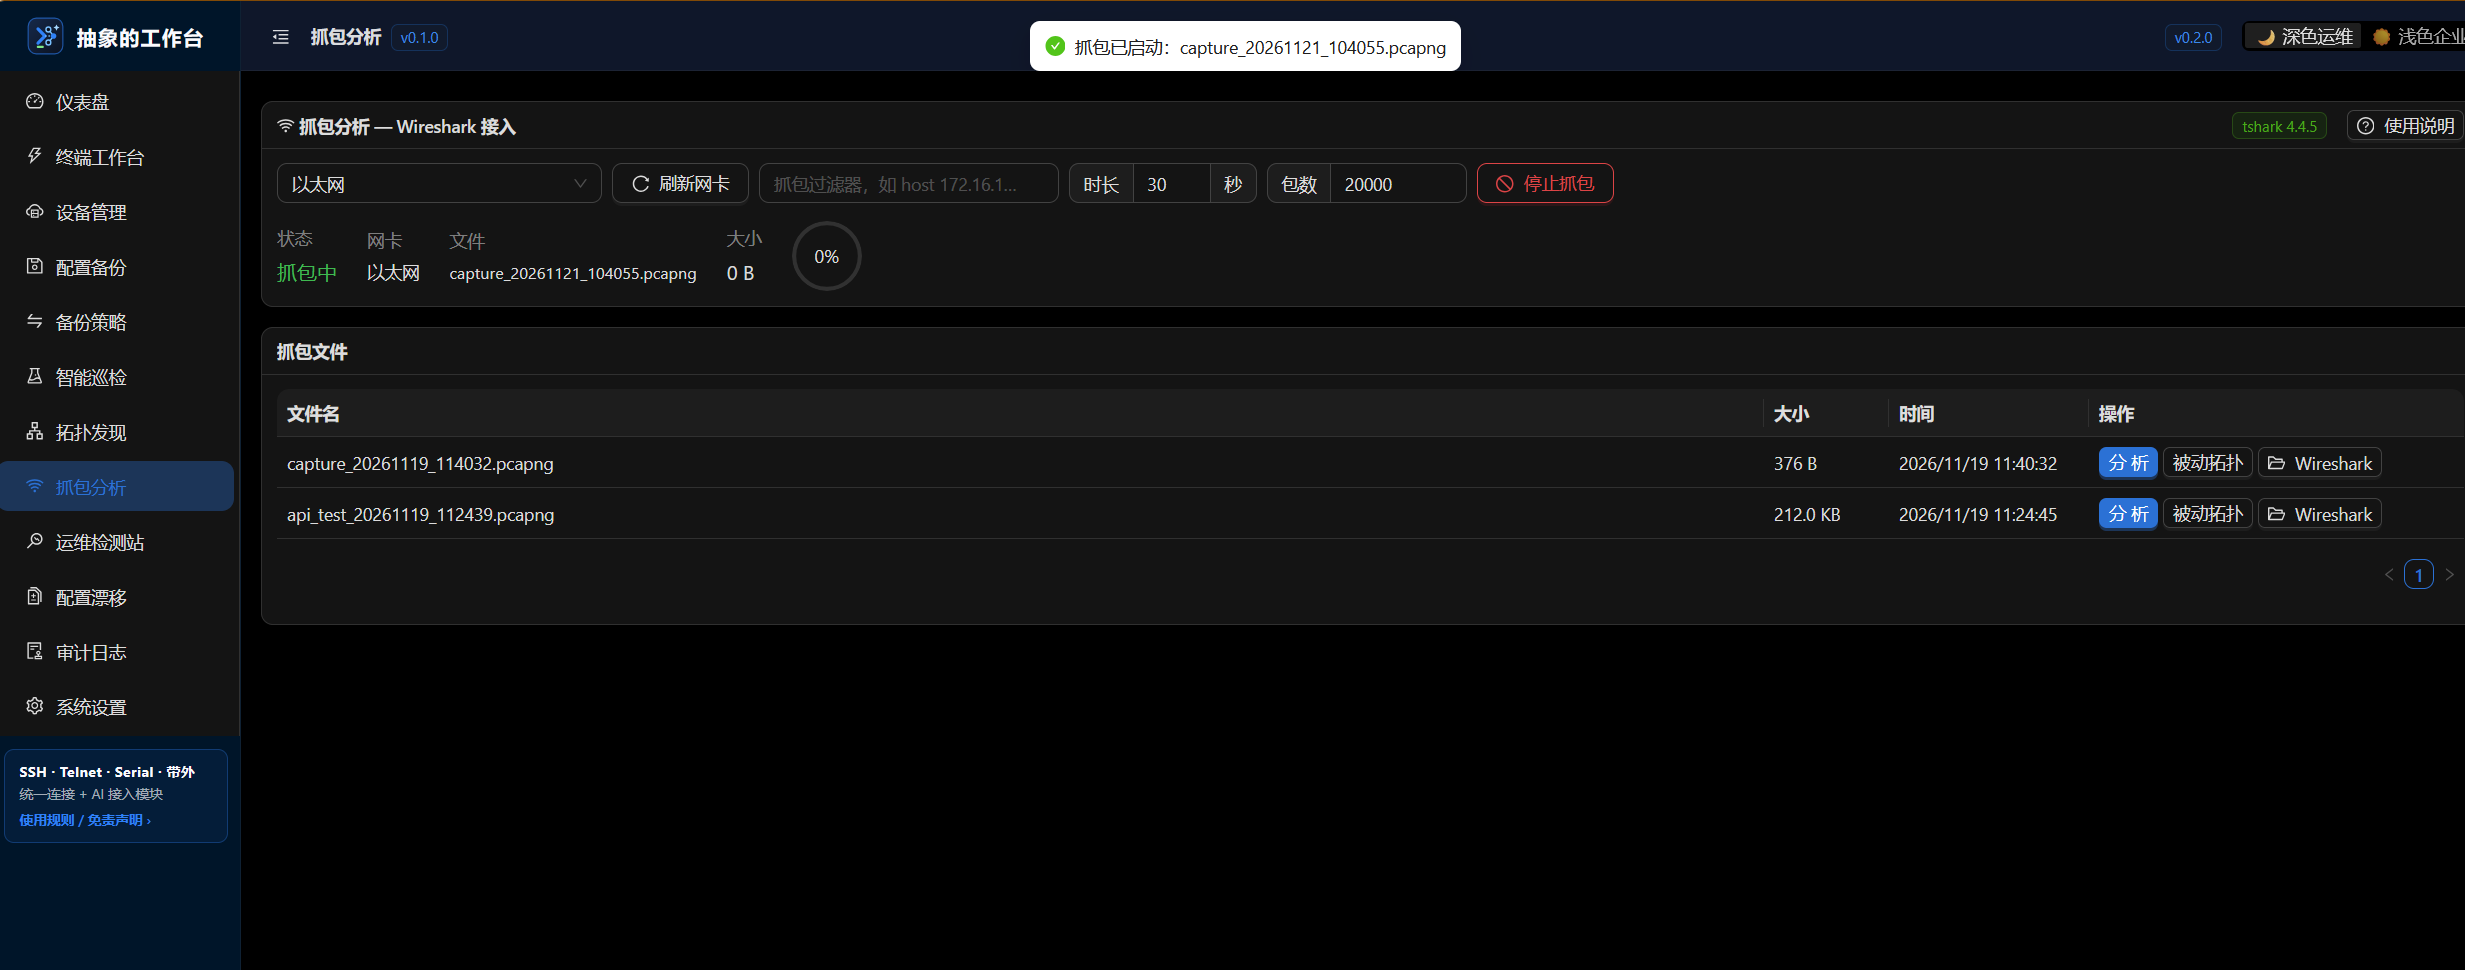 抽象的工作台
抓包分析 v0.1.0
抓包已启动：capture_20261121_104055.pcapng
v0.2.0 深色运维 浅色企业
仪表盘
终端工作台
设备管理
配置备份
备份策略
智能巡检
拓扑发现
抓包分析
运维检测站
配置漂移
审计日志
系统设置
SSH · Telnet · Serial · 带外
统一连接 + AI 接入模块
使用规则 / 免责声明 ›
抓包分析 — Wireshark 接入
tshark 4.4.5 使用说明
以太网 刷新网卡 抓包过滤器，如 host 172.16.1... 时长 30 秒 包数 20000 停止抓包
状态 网卡 文件 大小
抓包中 以太网 capture_20261121_104055.pcapng 0 B 0%
抓包文件
文件名 大小 时间 操作
capture_20261119_114032.pcapng 376 B 2026/11/19 11:40:32 分 析 被动拓扑 Wireshark
api_test_20261119_112439.pcapng 212.0 KB 2026/11/19 11:24:45 分 析 被动拓扑 Wireshark
< 1 >